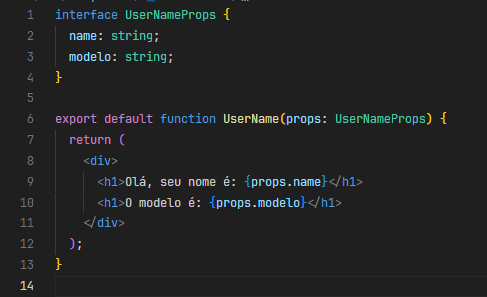 1 interface UserNameProps {
2 name: string;
3 modelo: string;
4 }
5
6 export default function UserName(props: UserNameProps) {
7 return (
8 <div>
9 <h1>Olá, seu nome é: {props.name}</h1>
10 <h1>O modelo é: {props.modelo}</h1>
11 </div>
12 );
13 }
14